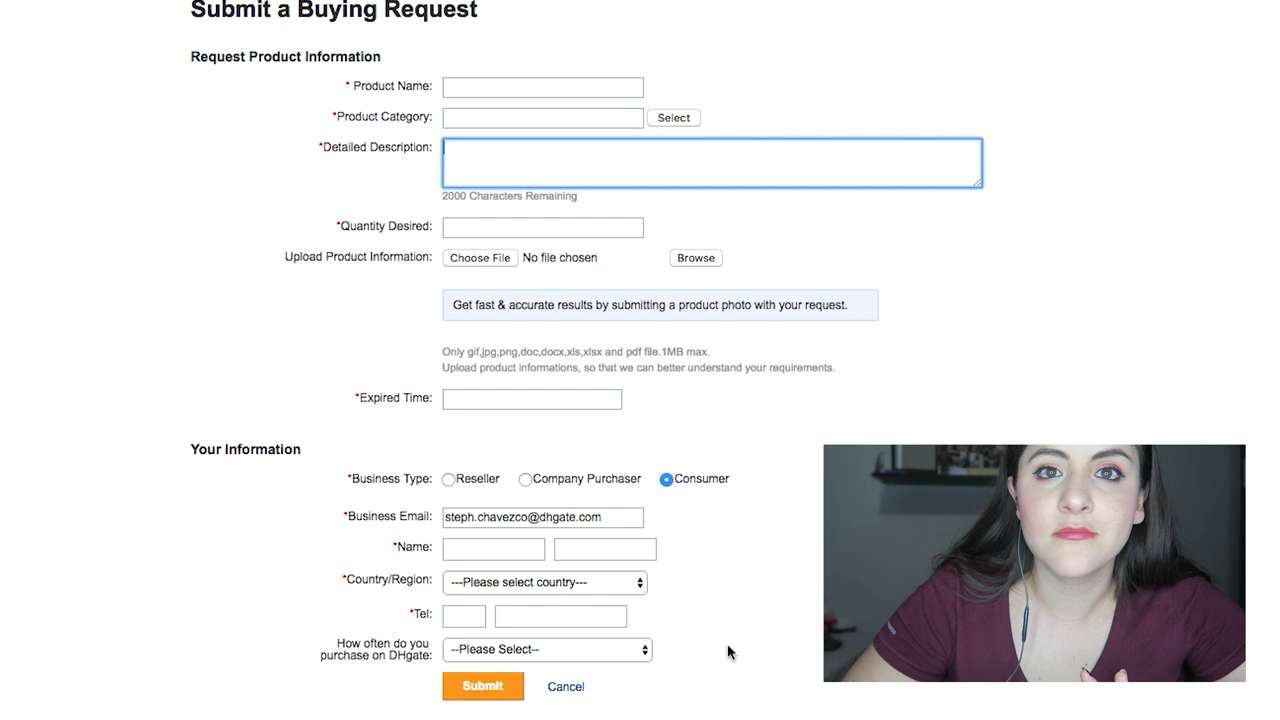 Submit a Buying Request
Request Product Information
* Product Name:
*Product Category: Select
*Detailed Description:
2000 Characters Remaining
*Quantity Desired:
Upload Product Information: Choose File No file chosen Browse
Get fast & accurate results by submitting a product photo with your request.
Only gif,jpg,png,doc,docx,xls,xlsx and pdf file.1MB max.
Upload product informations, so that we can better understand your requirements.
*Expired Time:
Your Information
*Business Type: Reseller Company Purchaser Consumer
*Business Email: steph.chavezco@dhgate.com
*Name:
*Country/Region: ---Please select country---
*Tel:
How often do you
purchase on DHgate: --Please Select--
Submit Cancel